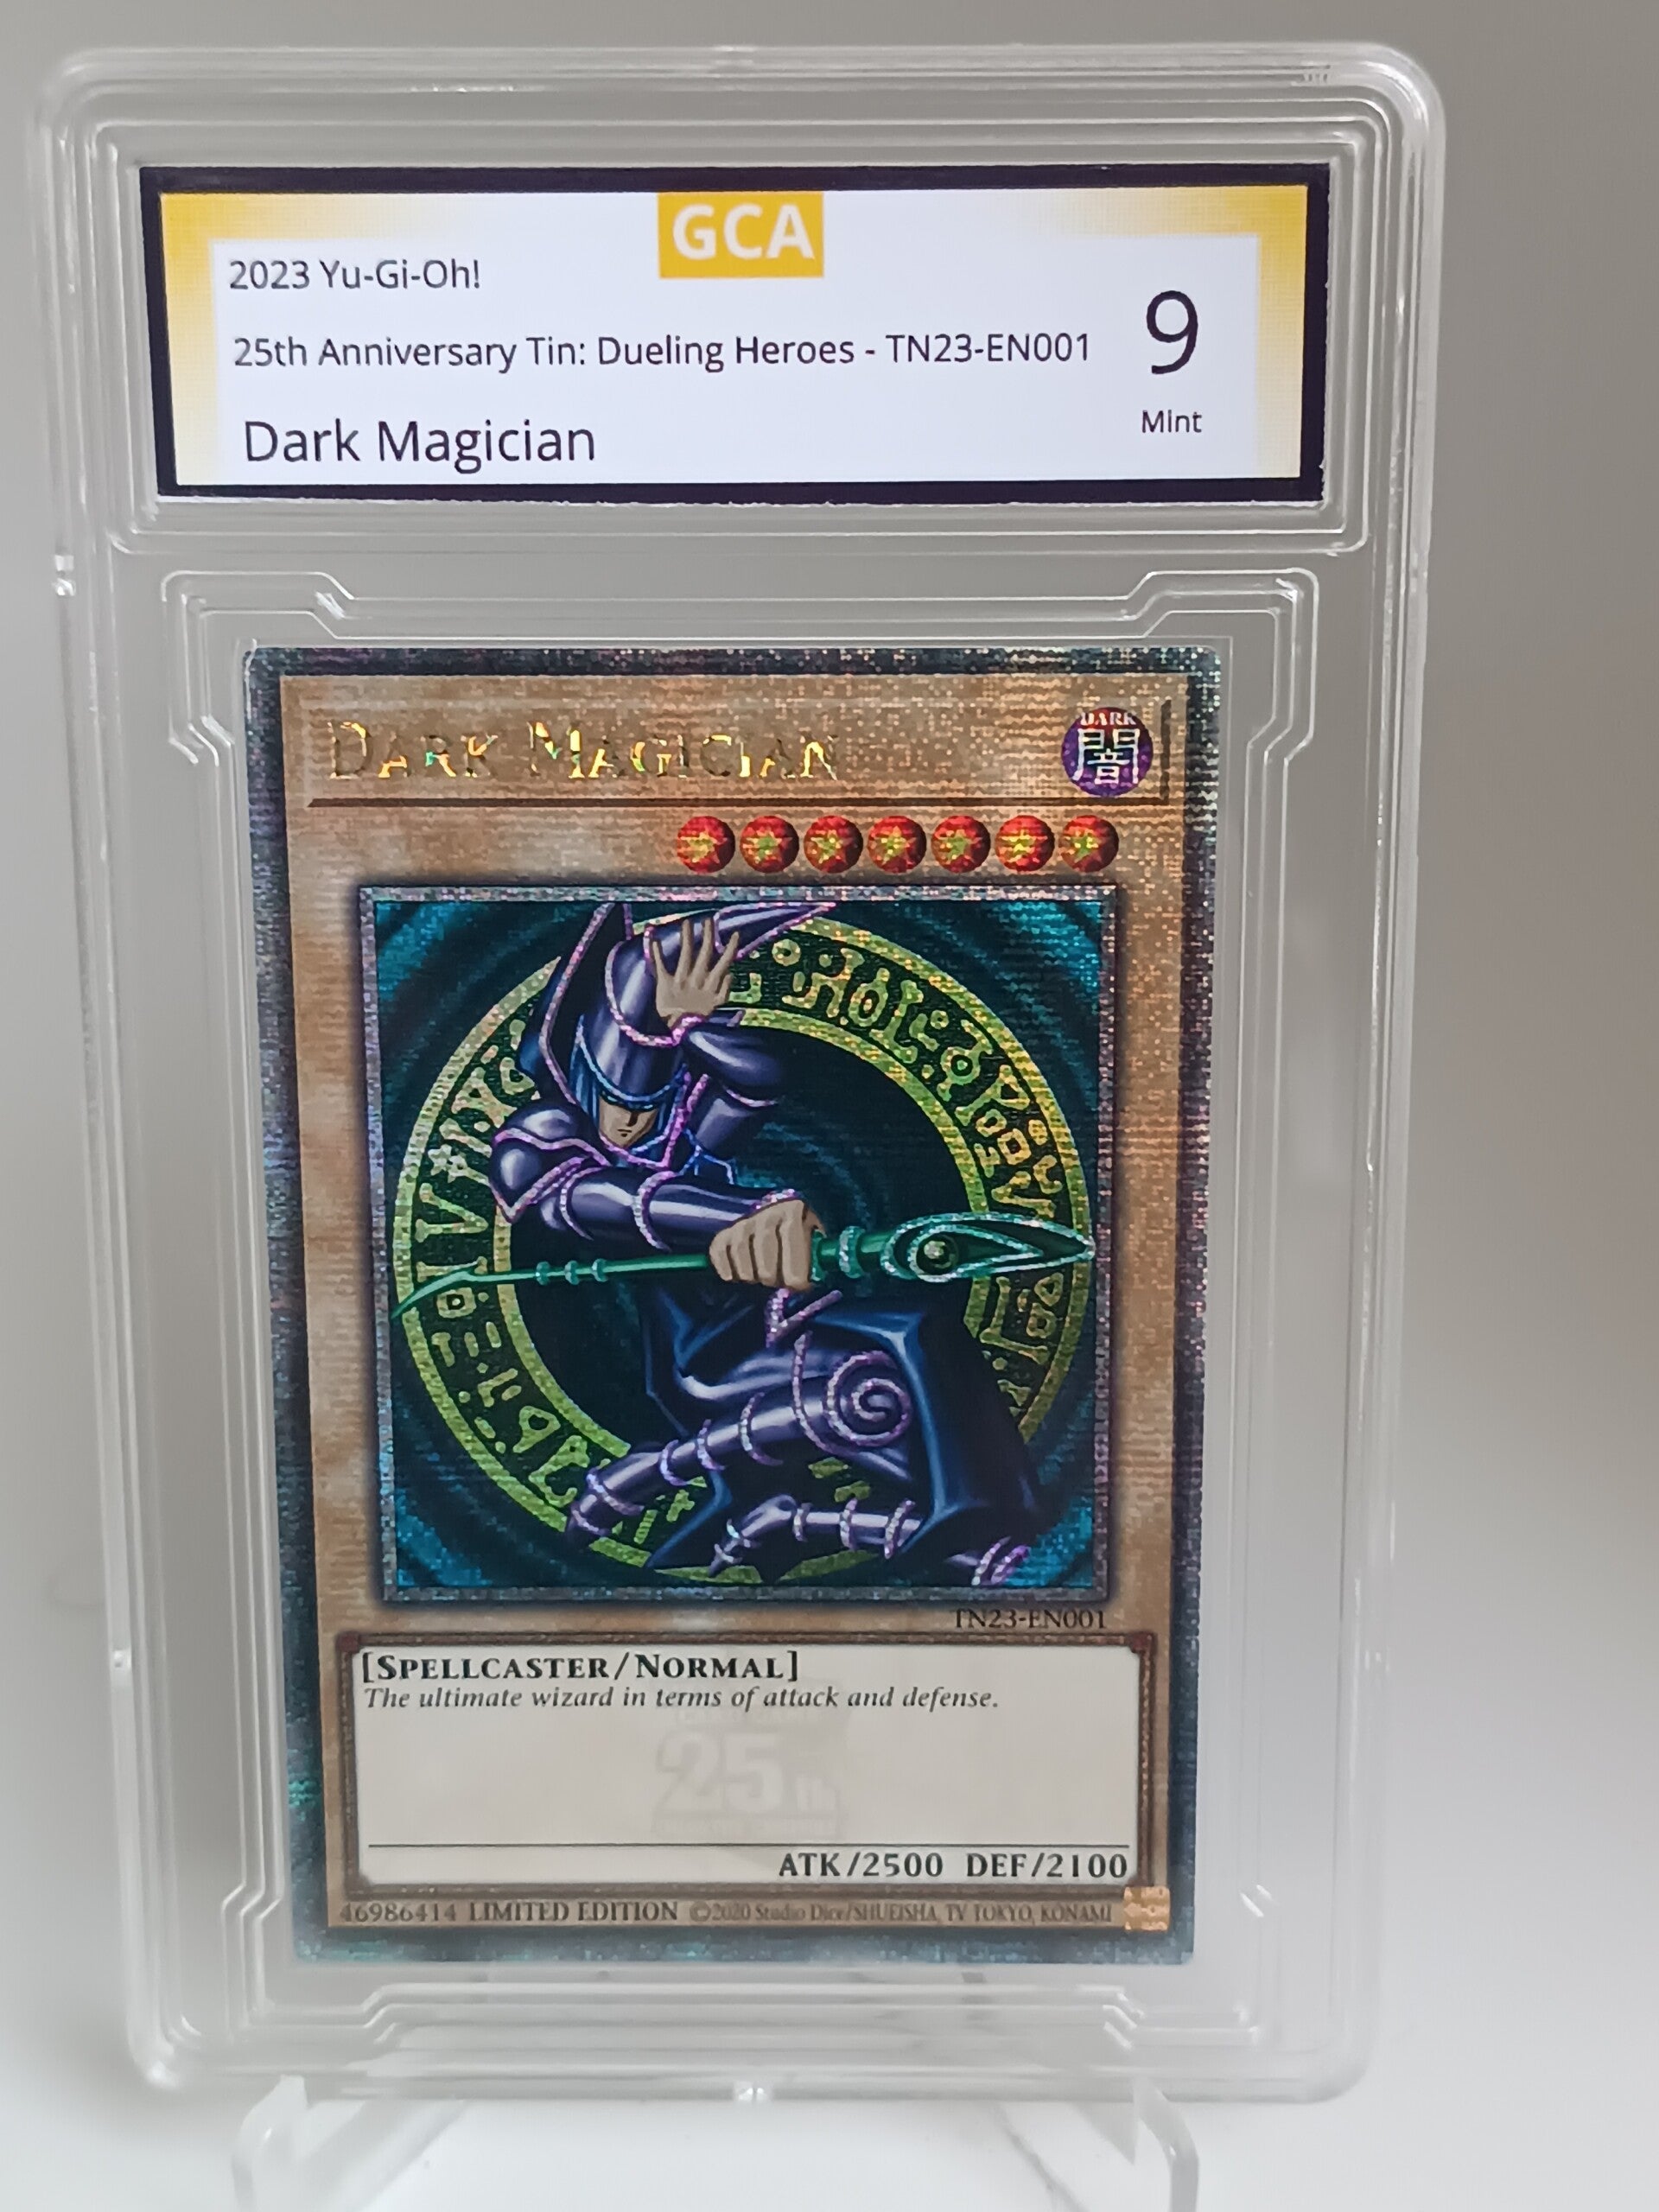 GCA
2023 Yu-Gi-Oh!
25th Anniversary Tin: Dueling Heroes - TN23-EN001
9
Mint
Dark Magician
DARK MAGICIAN
DARK
闇
TN23-EN001
[SPELLCASTER/NORMAL]
The ultimate wizard in terms of attack and defense.
25th
ATK/2500 DEF/2100
46986414 LIMITED EDITION ©2020 Studio Dice/SHUEISHA, TV TOKYO, KONAMI